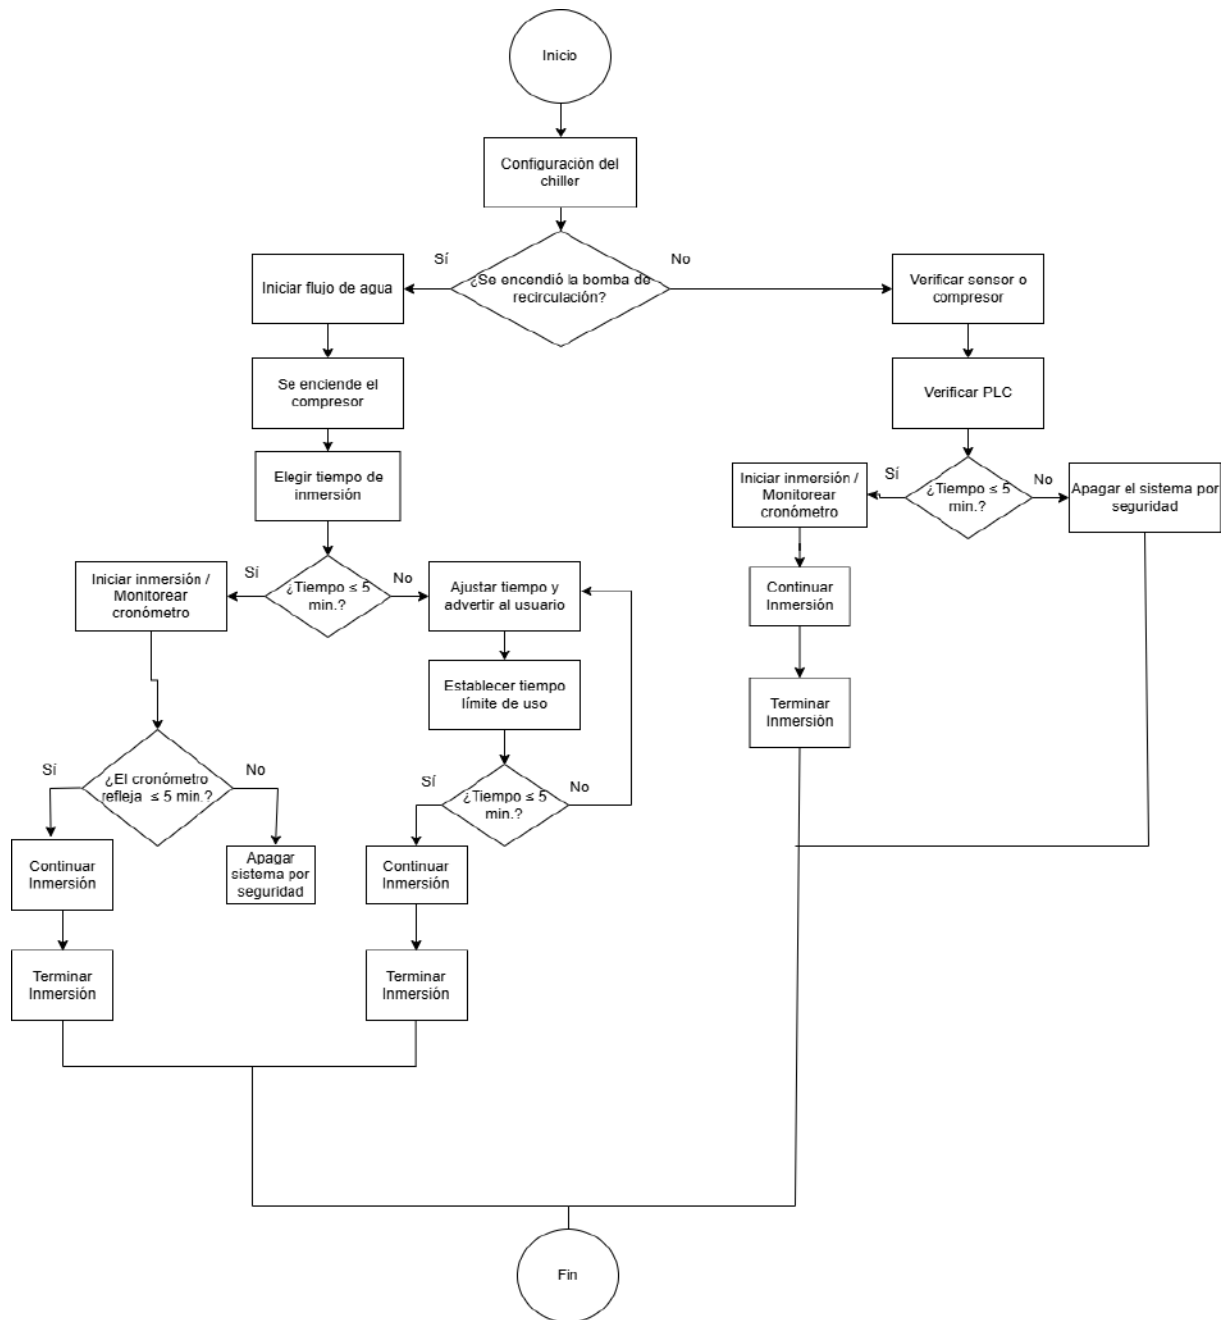 Inicio
Configuración del
chiller
¿Se encendió la bomba de
recirculación?
Sí
No
Iniciar flujo de agua
Verificar sensor o
compresor
Se enciende el
compresor
Verificar PLC
Elegir tiempo de
inmersión
Iniciar inmersión /
Monitorear
cronómetro
Sí
¿Tiempo ≤ 5
min.?
No
Apagar el sistema por
seguridad
Iniciar inmersión /
Monitorear
cronómetro
Sí
¿Tiempo ≤ 5
min.?
No
Ajustar tiempo y
advertir al usuario
Continuar
Inmersión
Establecer tiempo
límite de uso
Terminar
Inmersión
Sí
¿El cronómetro
refleja ≤ 5 min.?
No
Sí
¿Tiempo ≤ 5
min.?
No
Continuar
Inmersión
Apagar
sistema por
seguridad
Continuar
Inmersión
Terminar
Inmersión
Terminar
Inmersión
Fin